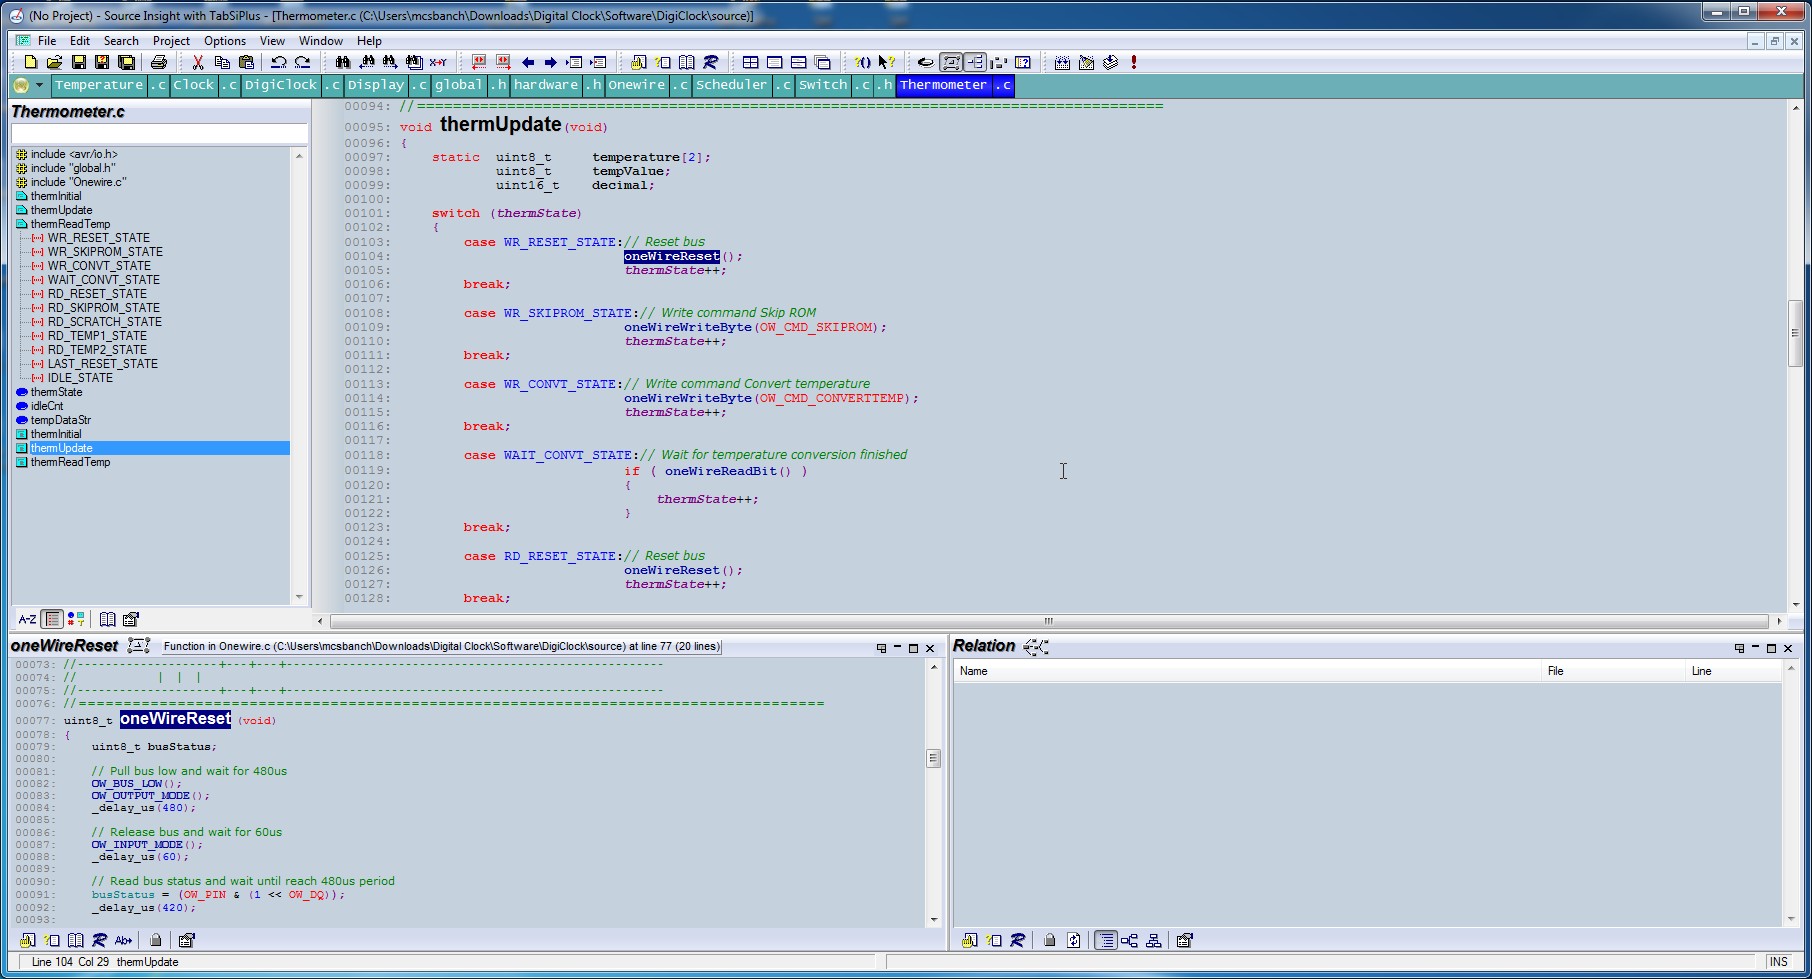 (No Project) - Source Insight with TabSiPlus - [Thermometer.c (C:\Users\mcsbanch\Downloads\Digital Clock\Software\DigiClock\source)]
File Edit Search Project Options View Window Help
Temperature .c Clock .c DigiClock .c Display .c global .h hardware .h Onewire .c Scheduler .c Switch .c .h Thermometer .c
Thermometer.c
include <avr/io.h>
include "global.h"
include "Onewire.c"
thermInitial
thermUpdate
thermReadTemp
WR_RESET_STATE
WR_SKIPROM_STATE
WR_CONVT_STATE
WAIT_CONVT_STATE
RD_RESET_STATE
RD_SKIPROM_STATE
RD_SCRATCH_STATE
RD_TEMP1_STATE
RD_TEMP2_STATE
LAST_RESET_STATE
IDLE_STATE
thermState
idleCnt
tempDataStr
thermInitial
thermUpdate
thermReadTemp
A-Z
00094: //==============================================================================================
00095: void thermUpdate(void)
00096: {
00097:     static  uint8_t     temperature[2];
00098:             uint8_t     tempValue;
00099:             uint16_t    decimal;
00100:
00101:     switch (thermState)
00102:     {
00103:         case WR_RESET_STATE:// Reset bus
00104:                             oneWireReset();
00105:                             thermState++;
00106:         break;
00107:
00108:         case WR_SKIPROM_STATE:// Write command Skip ROM
00109:                             oneWireWriteByte(OW_CMD_SKIPROM);
00110:                             thermState++;
00111:         break;
00112:
00113:         case WR_CONVT_STATE:// Write command Convert temperature
00114:                             oneWireWriteByte(OW_CMD_CONVERTTEMP);
00115:                             thermState++;
00116:         break;
00117:
00118:         case WAIT_CONVT_STATE:// Wait for temperature conversion finished
00119:                             if ( oneWireReadBit() )
00120:                             {
00121:                                 thermState++;
00122:                             }
00123:         break;
00124:
00125:         case RD_RESET_STATE:// Reset bus
00126:                             oneWireReset();
00127:                             thermState++;
00128:         break;
oneWireReset Function in Onewire.c (C:\Users\mcsbanch\Downloads\Digital Clock\Software\DigiClock\source) at line 77 (20 lines)
00073: //--------------------+---+---+------------------------------------------------------
00074: //                    |   |   |
00075: //--------------------+---+---+------------------------------------------------------
00076: //==============================================================================================
00077: uint8_t oneWireReset (void)
00078: {
00079:     uint8_t busStatus;
00080:
00081:     // Pull bus low and wait for 480us
00082:     OW_BUS_LOW();
00083:     OW_OUTPUT_MODE();
00084:     _delay_us(480);
00085:
00086:     // Release bus and wait for 60us
00087:     OW_INPUT_MODE();
00088:     _delay_us(60);
00089:
00090:     // Read bus status and wait until reach 480us period
00091:     busStatus = (OW_PIN & (1 << OW_DQ));
00092:     _delay_us(420);
00093:
Relation
Name File Line
Line 104 Col 29 thermUpdate
INS